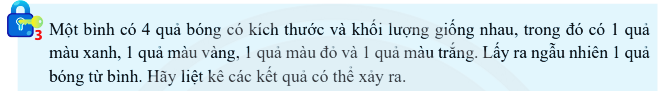 3 Một bình có 4 quả bóng có kích thước và khối lượng giống nhau, trong đó có 1 quả
màu xanh, 1 quả màu vàng, 1 quả màu đỏ và 1 quả màu trắng. Lấy ra ngẫu nhiên 1 quả
bóng từ bình. Hãy liệt kê các kết quả có thể xảy ra.